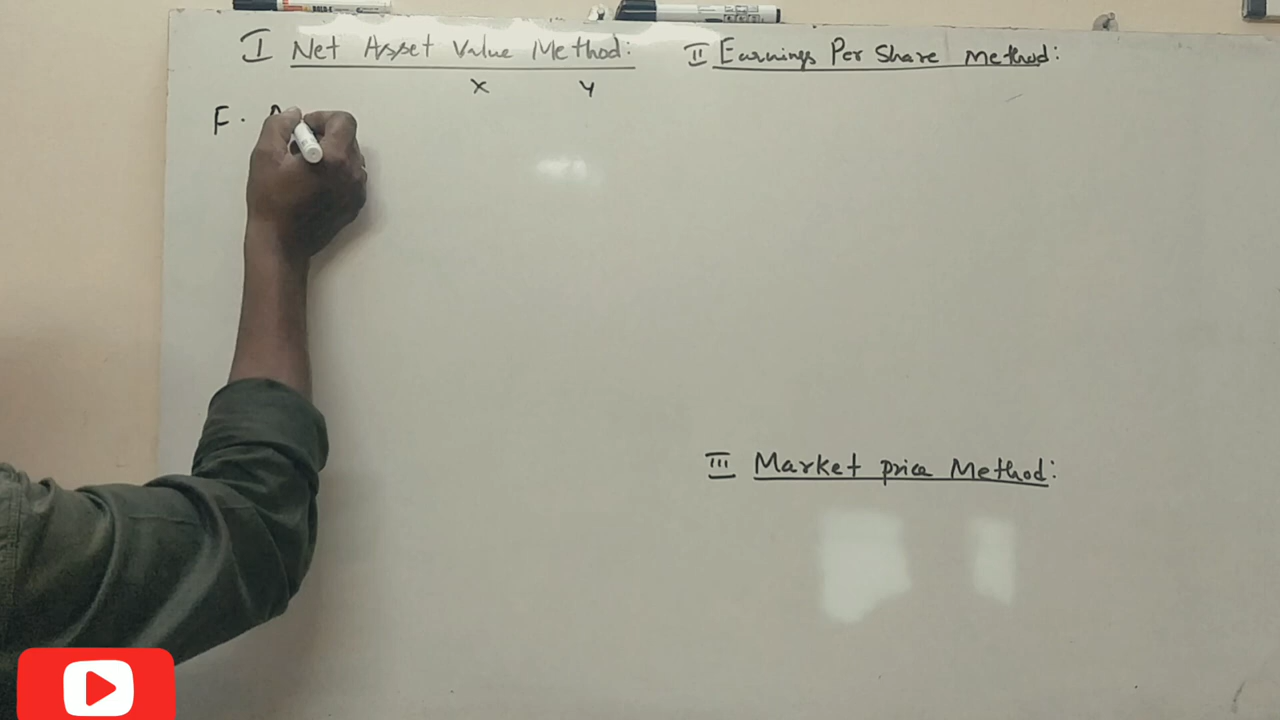 I Net Asset Value Method:
X Y
F.
II Earnings Per Share Method:
III Market price Method: